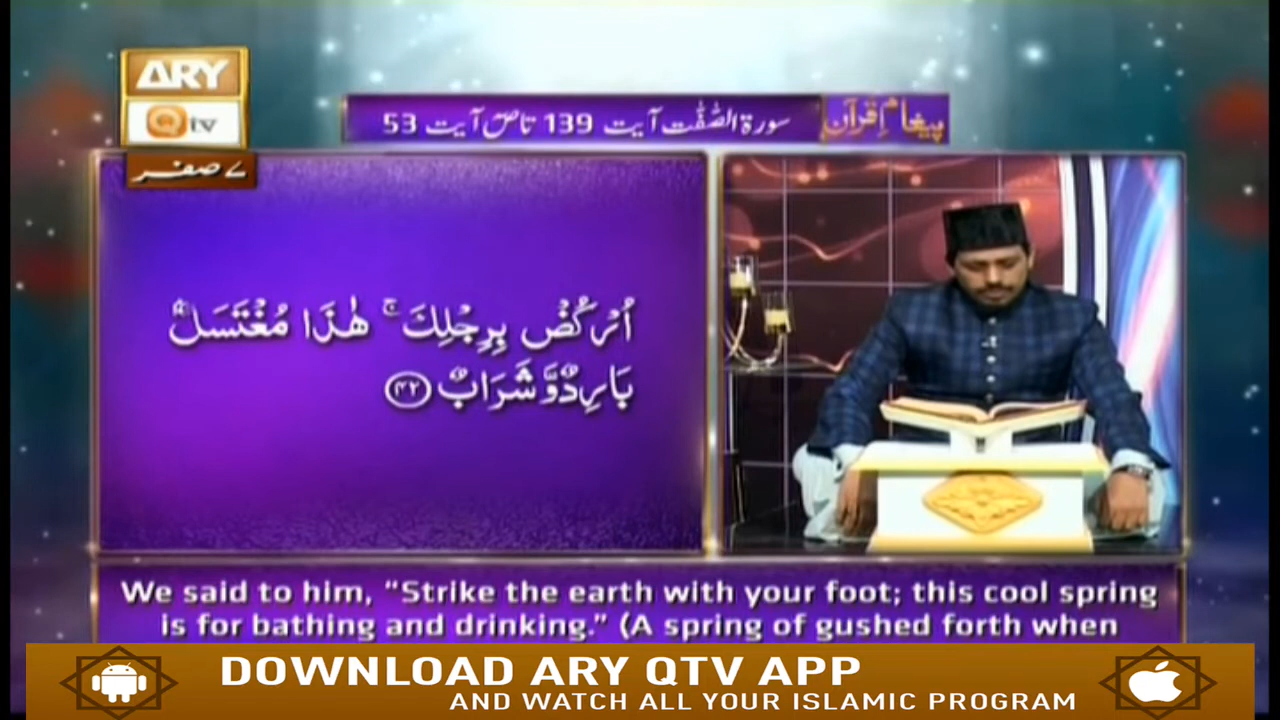 ARY
Qtv
پیغام قرآن
سورۃ الصّٰفّٰت آیت 139 تا صٓ آیت 53
۷ صفر
اُرْكُضْ بِرِجْلِكَ ۚ هٰذَا مُغْتَسَلٌۢ
بَارِدٌ وَّ شَرَابٌ ﴿۴۲﴾
We said to him, “Strike the earth with your foot; this cool spring
is for bathing and drinking.” (A spring of gushed forth when
DOWNLOAD ARY QTV APP
AND WATCH ALL YOUR ISLAMIC PROGRAM